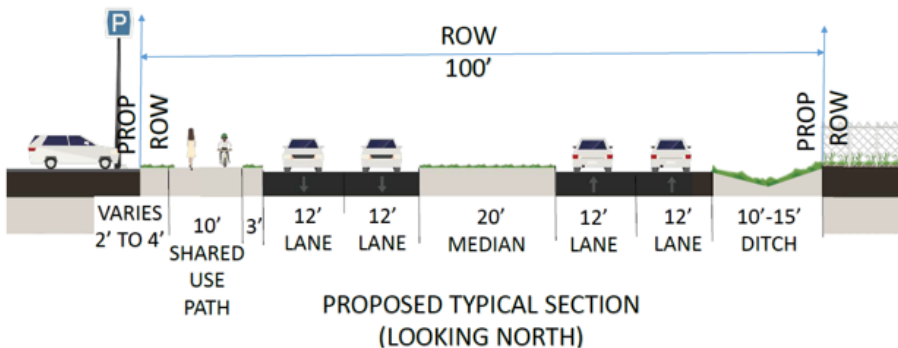 P
ROW
100’
PROP
ROW
PROP
ROW
VARIES
2’ TO 4’
10’
SHARED
USE
PATH
3’
12’
LANE
12’
LANE
20’
MEDIAN
12’
LANE
12’
LANE
10’-15’
DITCH
PROPOSED TYPICAL SECTION
(LOOKING NORTH)